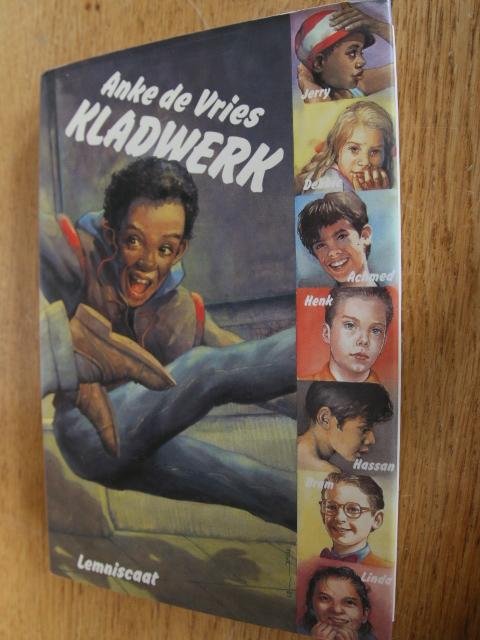 Anke de Vries
KLADWERK
Jerry
Debbie
Achmed
Henk
Hassan
Bram
Linda
Lemniscaat